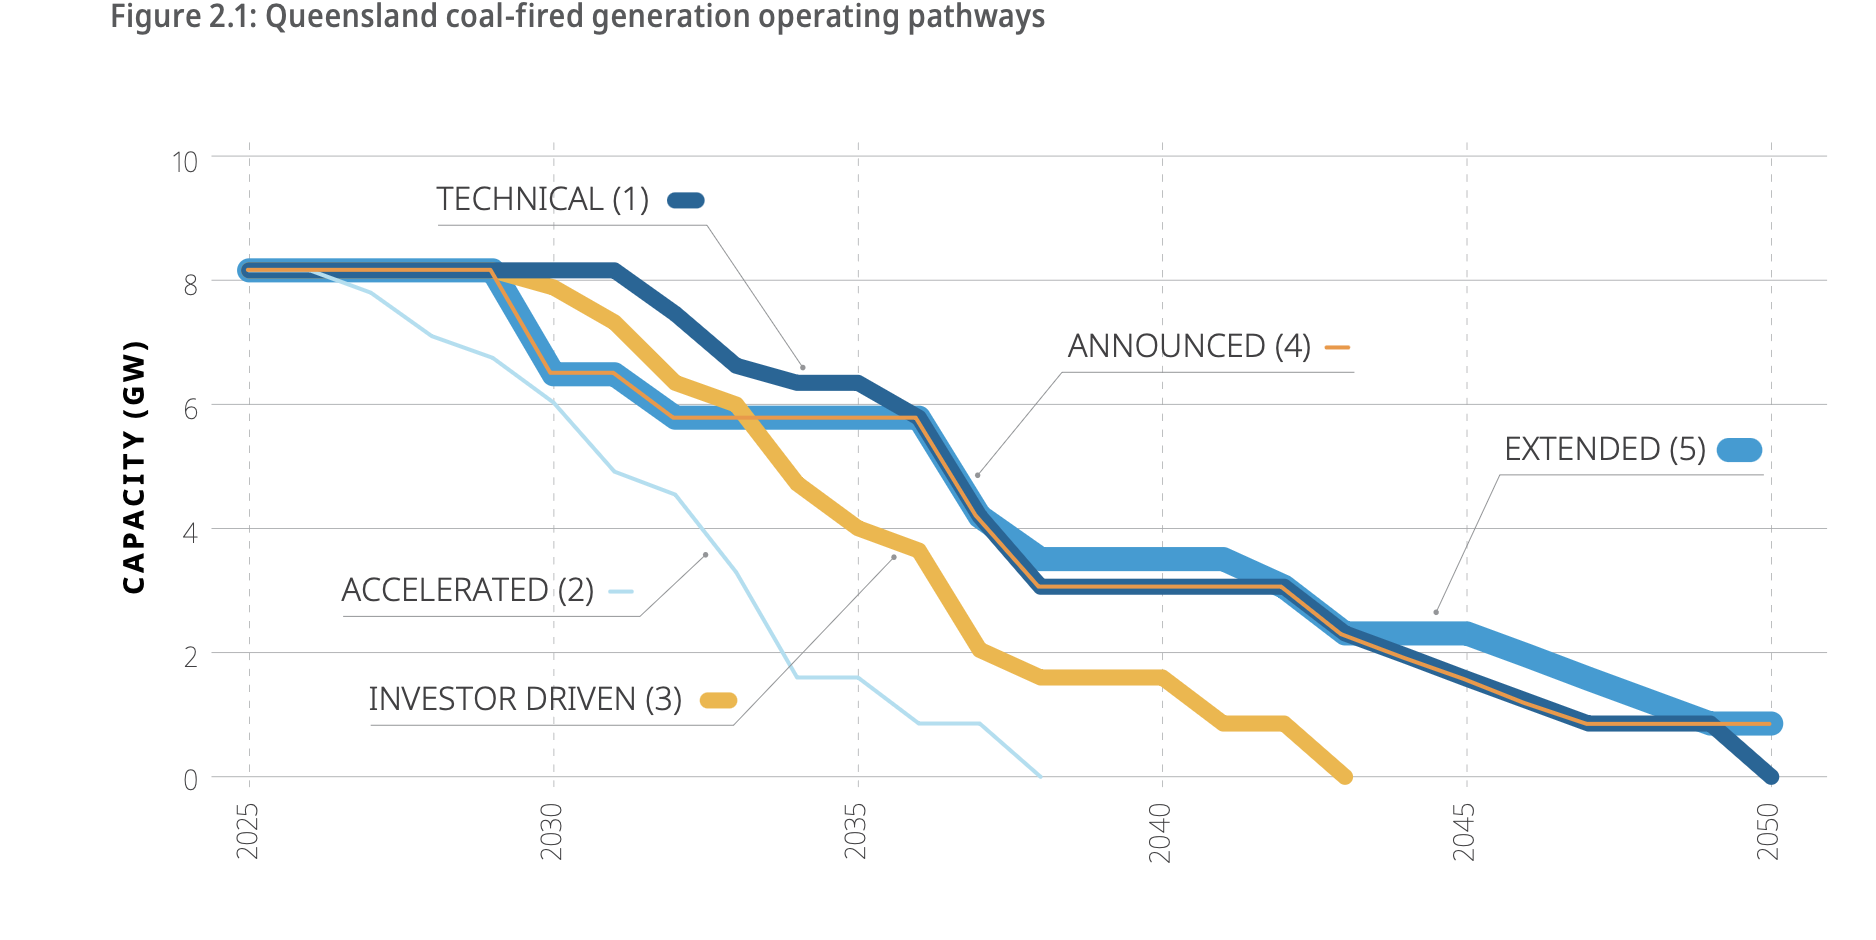 Figure 2.1: Queensland coal-fired generation operating pathways
10
TECHNICAL (1)
8
ANNOUNCED (4)
6
EXTENDED (5)
CAPACITY (GW)
4
ACCELERATED (2)
2
INVESTOR DRIVEN (3)
0
2025
2030
2035
2040
2045
2050